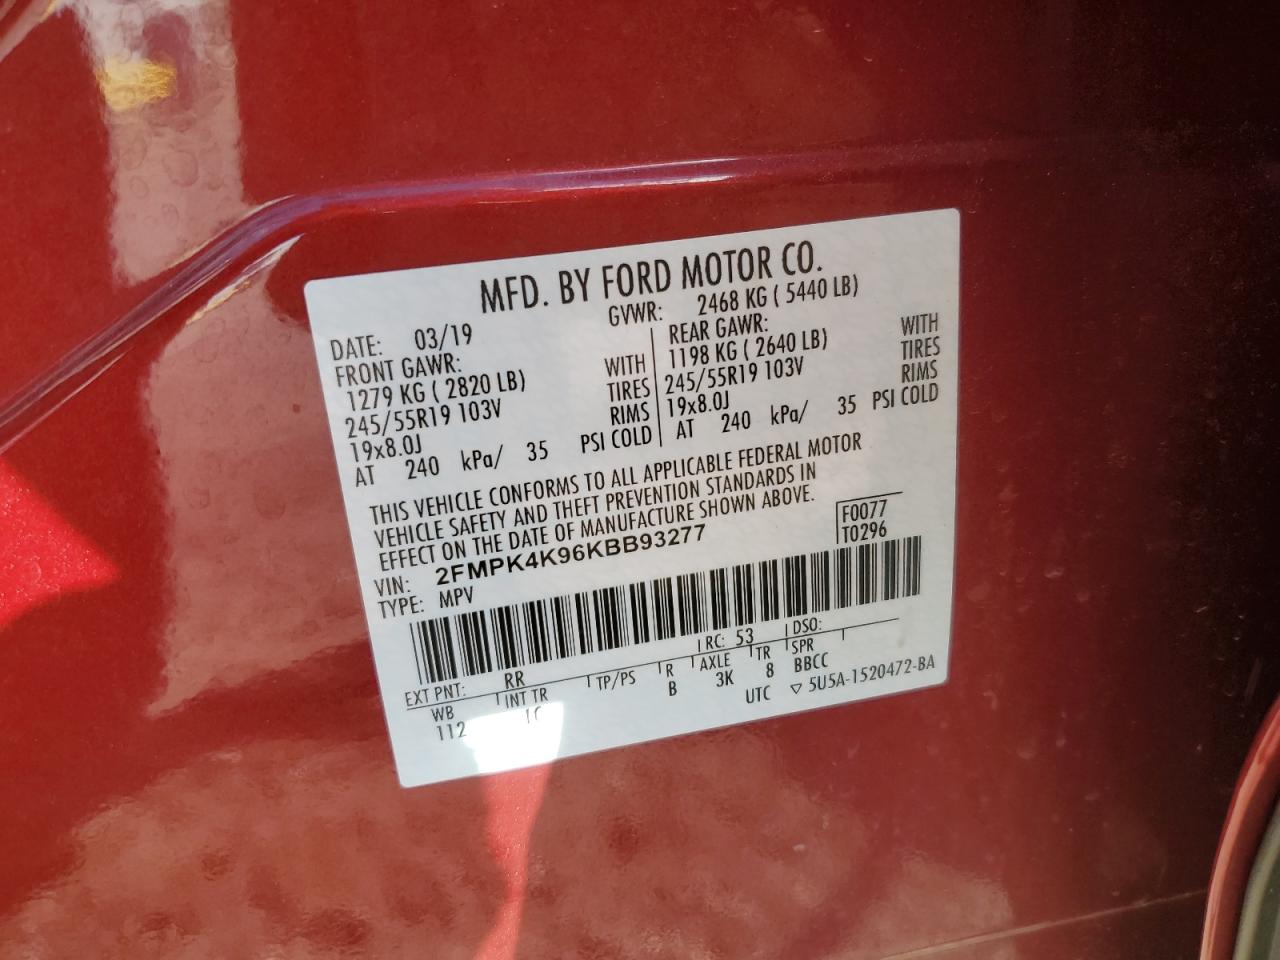 MFD. BY FORD MOTOR CO.
DATE: 03/19 GVWR: 2468 KG ( 5440 LB)
FRONT GAWR: REAR GAWR:
1279 KG ( 2820 LB) WITH 1198 KG ( 2640 LB) WITH
245/55R19 103V TIRES 245/55R19 103V TIRES
19x8.0J RIMS 19x8.0J RIMS
AT 240 kPa/ 35 PSI COLD AT 240 kPa/ 35 PSI COLD
THIS VEHICLE CONFORMS TO ALL APPLICABLE FEDERAL MOTOR
VEHICLE SAFETY AND THEFT PREVENTION STANDARDS IN
EFFECT ON THE DATE OF MANUFACTURE SHOWN ABOVE.
VIN: 2FMPK4K96KBB93277 F0077
TYPE: MPV T0296
EXT PNT: RR RC: 53 DSO:
WB INT TR TP/PS R AXLE TR SPR
112 B 3K 8 BBCC
UTC ▽ 5U5A-1520472-BA